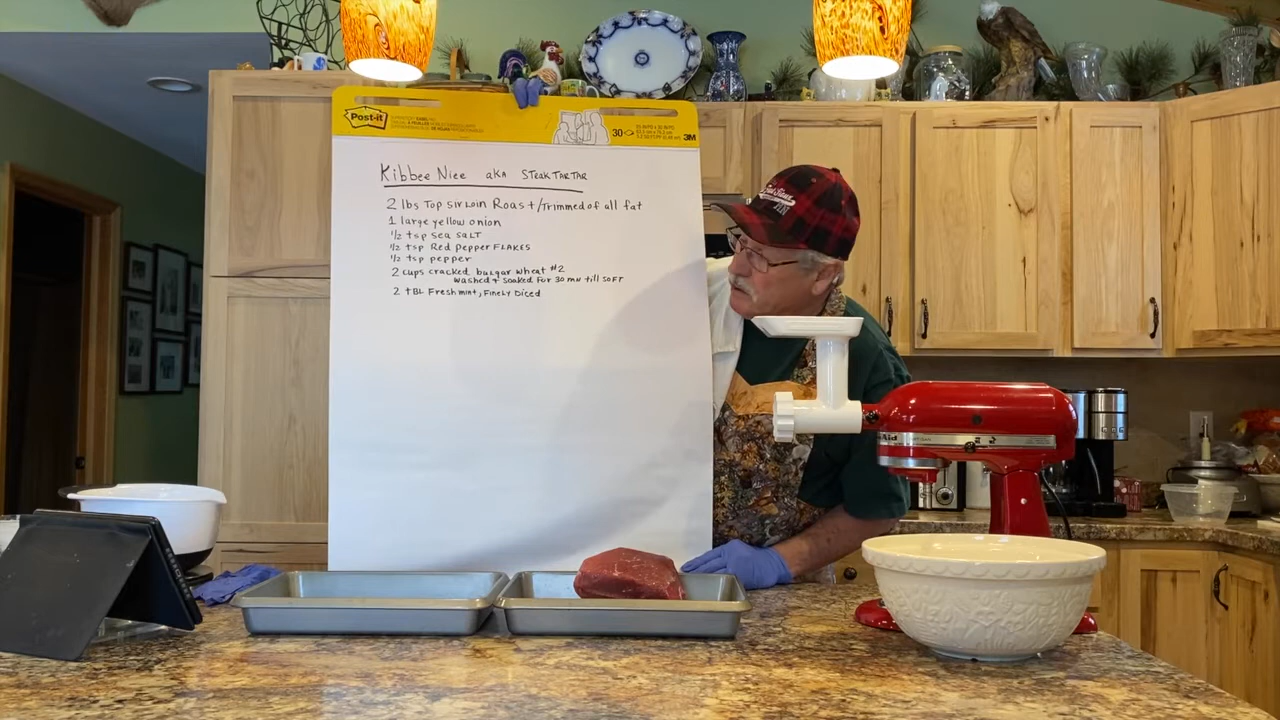 Post-it
30
3M
Kibbee Niee aka Steak Tartar
2 lbs Top Sirloin Roast/Trimmed of all fat
1 large yellow onion
1/2 tsp sea salt
1/2 tsp Red pepper FLAKES
1/2 tsp pepper
2 cups cracked bulgar wheat #2
washed + soaked for 30 mn till soft
2 TBL Fresh mint, Finely Diced